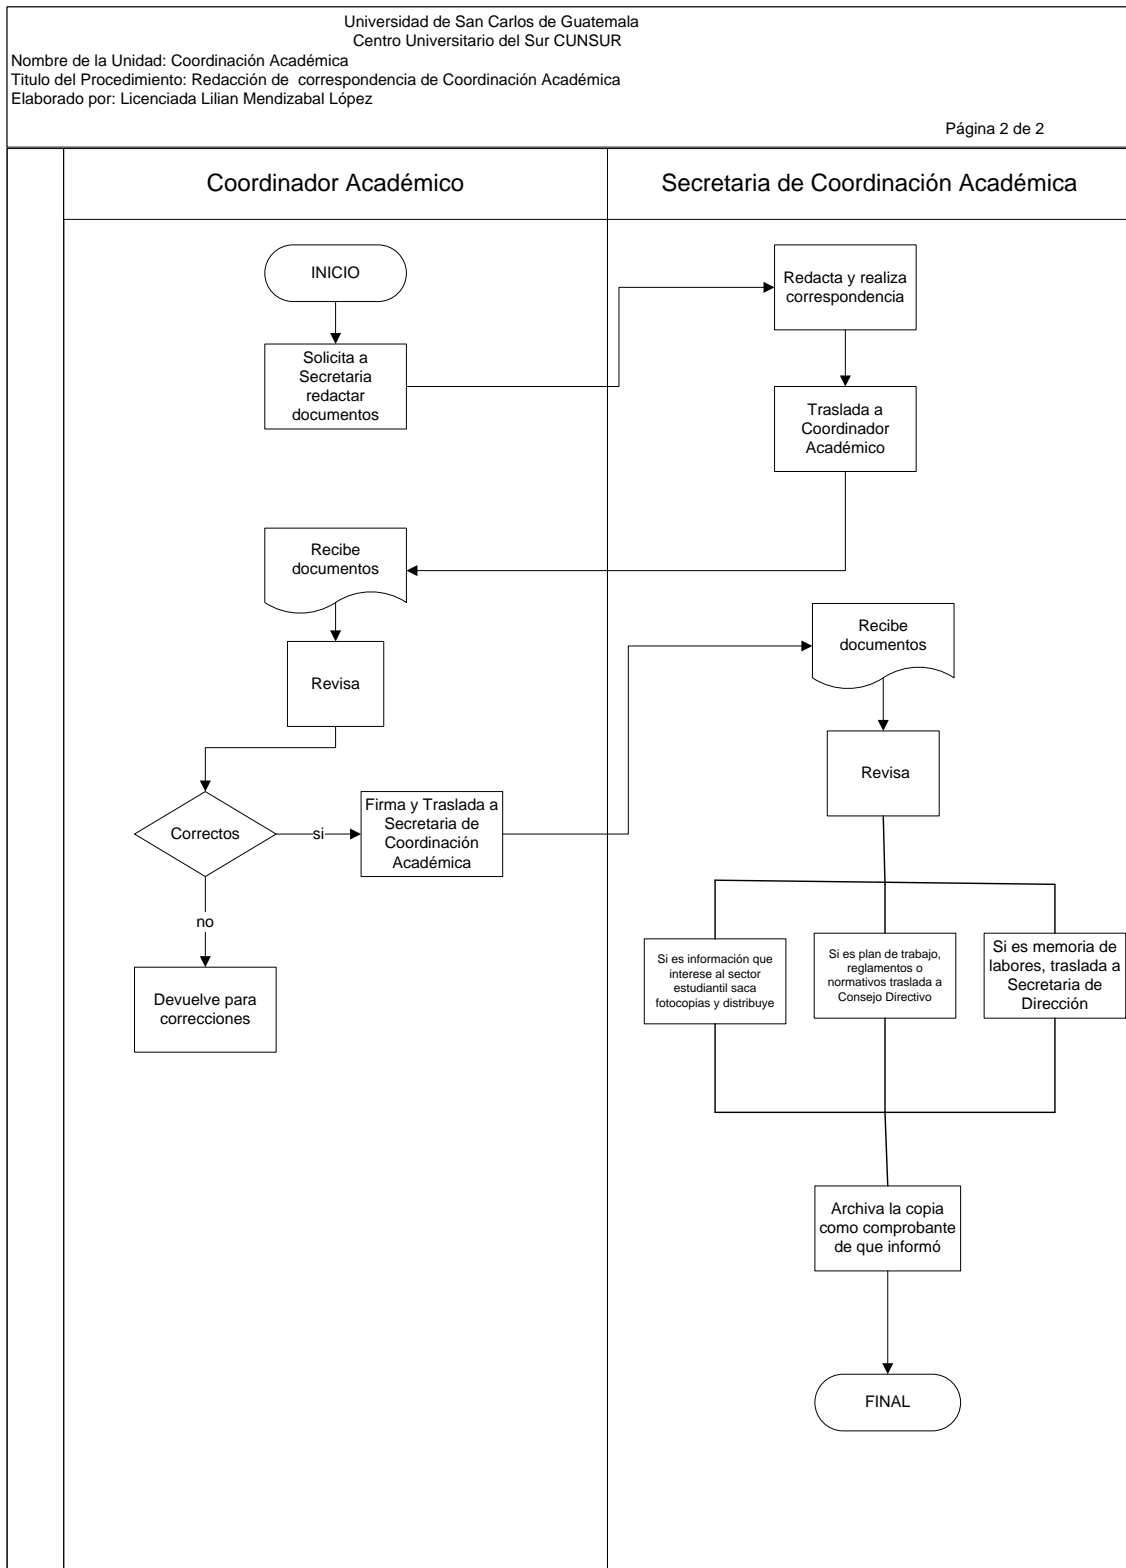 Universidad de San Carlos de Guatemala
Centro Universitario del Sur CUNSUR
Nombre de la Unidad: Coordinación Académica
Titulo del Procedimiento: Redacción de correspondencia de Coordinación Académica
Elaborado por: Licenciada Lilian Mendizabal López
Página 2 de 2
Coordinador Académico
Secretaria de Coordinación Académica
INICIO
Solicita a
Secretaria
redactar
documentos
Redacta y realiza
correspondencia
Traslada a
Coordinador
Académico
Recibe
documentos
Revisa
Correctos
si
Firma y Traslada a
Secretaria de
Coordinación
Académica
no
Devuelve para
correcciones
Recibe
documentos
Revisa
Si es información que
interese al sector
estudiantil saca
fotocopias y distribuye
Si es plan de trabajo,
reglamentos o
normativos traslada a
Consejo Directivo
Si es memoria de
labores, traslada a
Secretaria de
Dirección
Archiva la copia
como comprobante
de que informó
FINAL